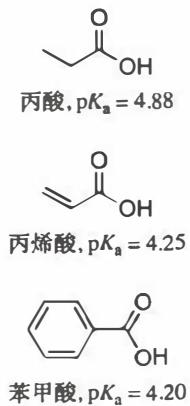 O
OH
丙酸, pKa = 4.88
O
OH
丙烯酸, pKa = 4.25
O
OH
苯甲酸, pKa = 4.20